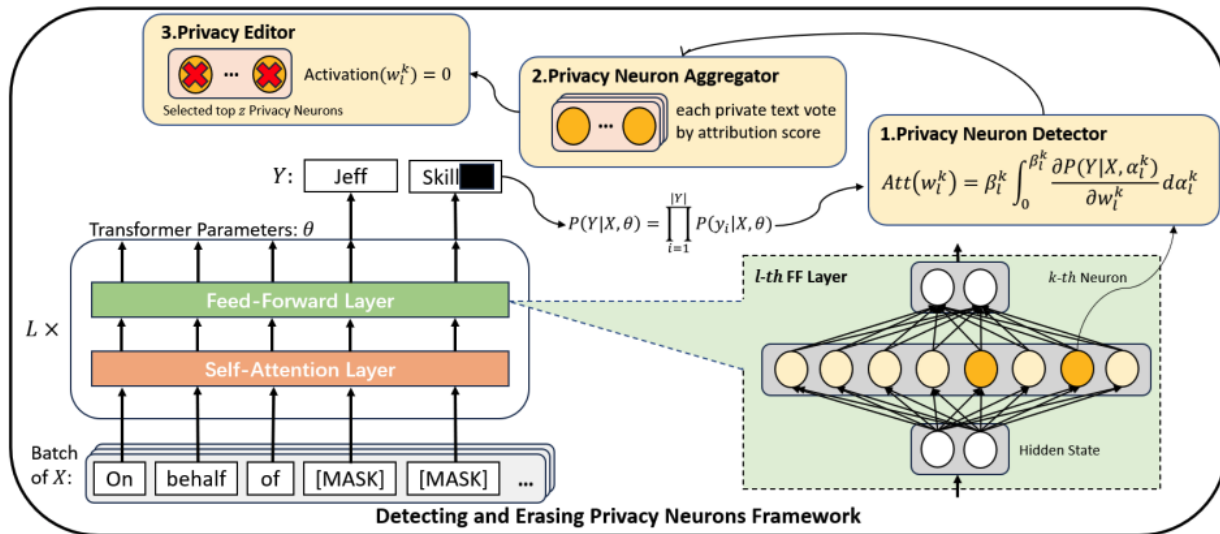 3.Privacy Editor
... Activation(w_l^k) = 0
Selected top z Privacy Neurons
2.Privacy Neuron Aggregator
... each private text vote
by attribution score
1.Privacy Neuron Detector
Att(w_l^k) = β_l^k ∫_0^{β_l^k} ∂P(Y|X, α_l^k) / ∂w_l^k dα_l^k
Y: Jeff Skill
P(Y|X, θ) = ∏_{i=1}^{|Y|} P(y_i|X, θ)
Transformer Parameters: θ
l-th FF Layer
k-th Neuron
Feed-Forward Layer
L ×
Self-Attention Layer
Hidden State
Batch
of X: On behalf of [MASK] [MASK] ...
Detecting and Erasing Privacy Neurons Framework